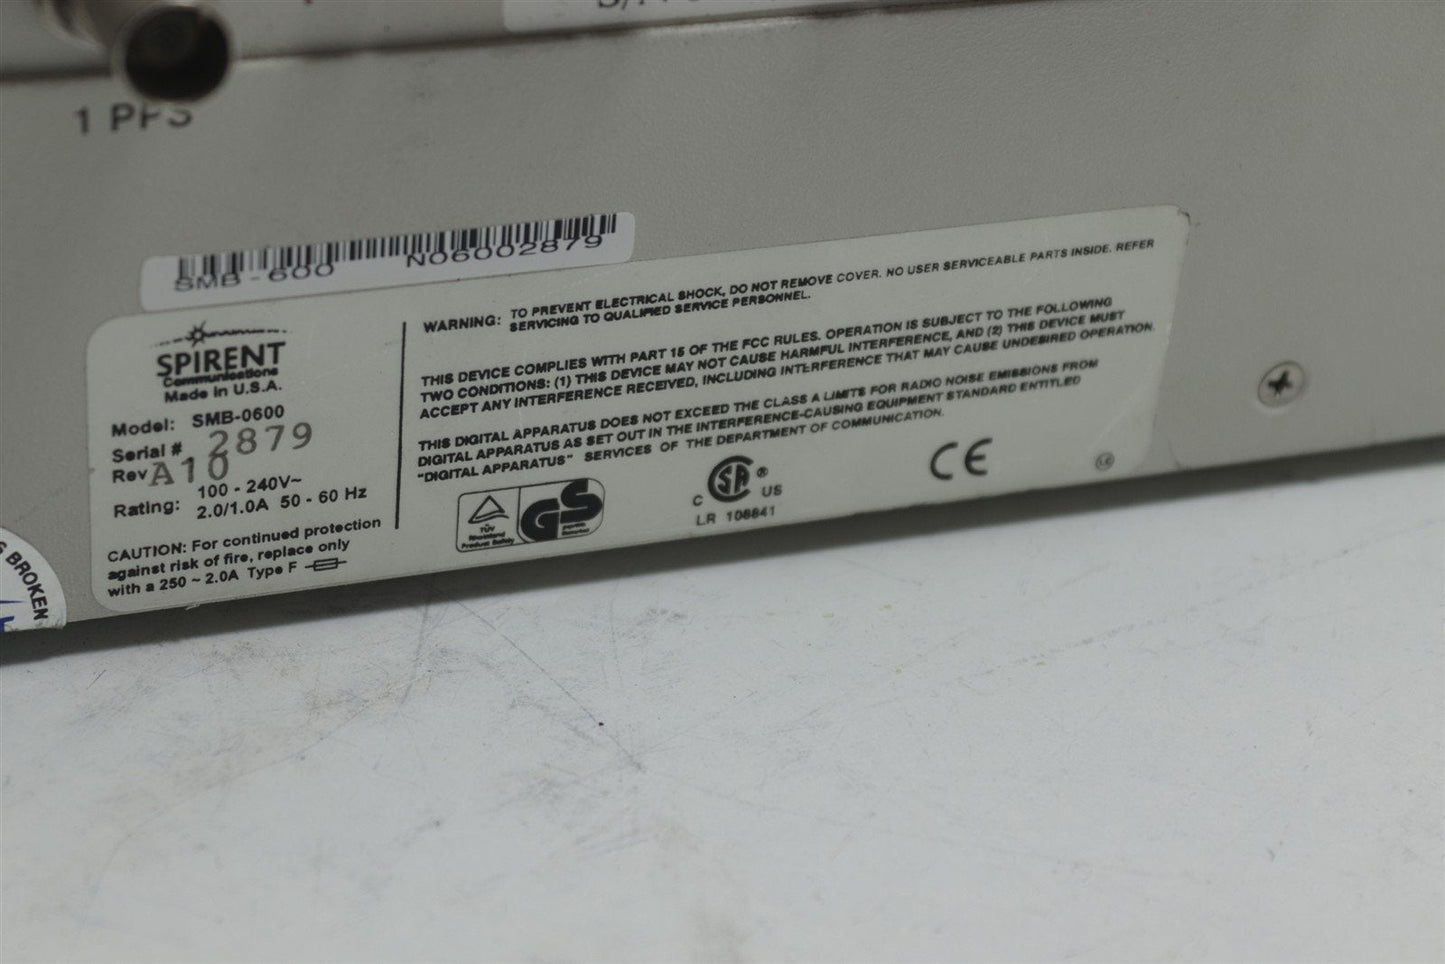 1 PPS
SMB-600 N06002879
SPIRENT
Communications
Made in U.S.A.
Model: SMB-0600
Serial # 2879
Rev A10
Rating: 100 - 240V~
2.0/1.0A 50 - 60 Hz
CAUTION: For continued protection
against risk of fire, replace only
with a 250 ~ 2.0A Type F
WARNING: TO PREVENT ELECTRICAL SHOCK, DO NOT REMOVE COVER. NO USER SERVICEABLE PARTS INSIDE. REFER
SERVICING TO QUALIFIED SERVICE PERSONNEL.
THIS DEVICE COMPLIES WITH PART 15 OF THE FCC RULES. OPERATION IS SUBJECT TO THE FOLLOWING
TWO CONDITIONS: (1) THIS DEVICE MAY NOT CAUSE HARMFUL INTERFERENCE, AND (2) THIS DEVICE MUST
ACCEPT ANY INTERFERENCE RECEIVED, INCLUDING INTERFERENCE THAT MAY CAUSE UNDESIRED OPERATION.
THIS DIGITAL APPARATUS DOES NOT EXCEED THE CLASS A LIMITS FOR RADIO NOISE EMISSIONS FROM
DIGITAL APPARATUS AS SET OUT IN THE INTERFERENCE-CAUSING EQUIPMENT STANDARD ENTITLED
"DIGITAL APPARATUS" SERVICES OF THE DEPARTMENT OF COMMUNICATION.
TÜV
Rheinland
Product Safety
GS
C SA ® US
LR 108841
CE
BROKEN